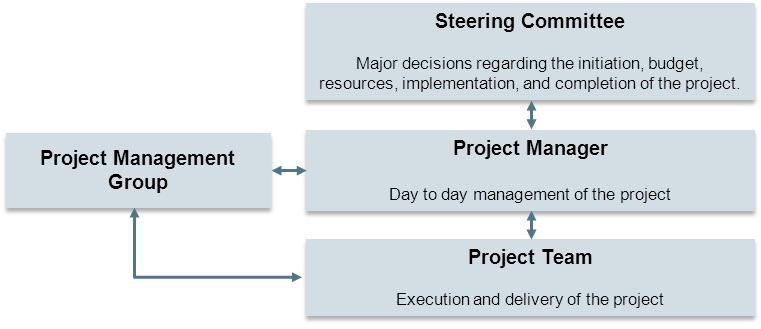 Steering Committee
Major decisions regarding the initiation, budget,
resources, implementation, and completion of the project.
Project Management
Group
Project Manager
Day to day management of the project
Project Team
Execution and delivery of the project